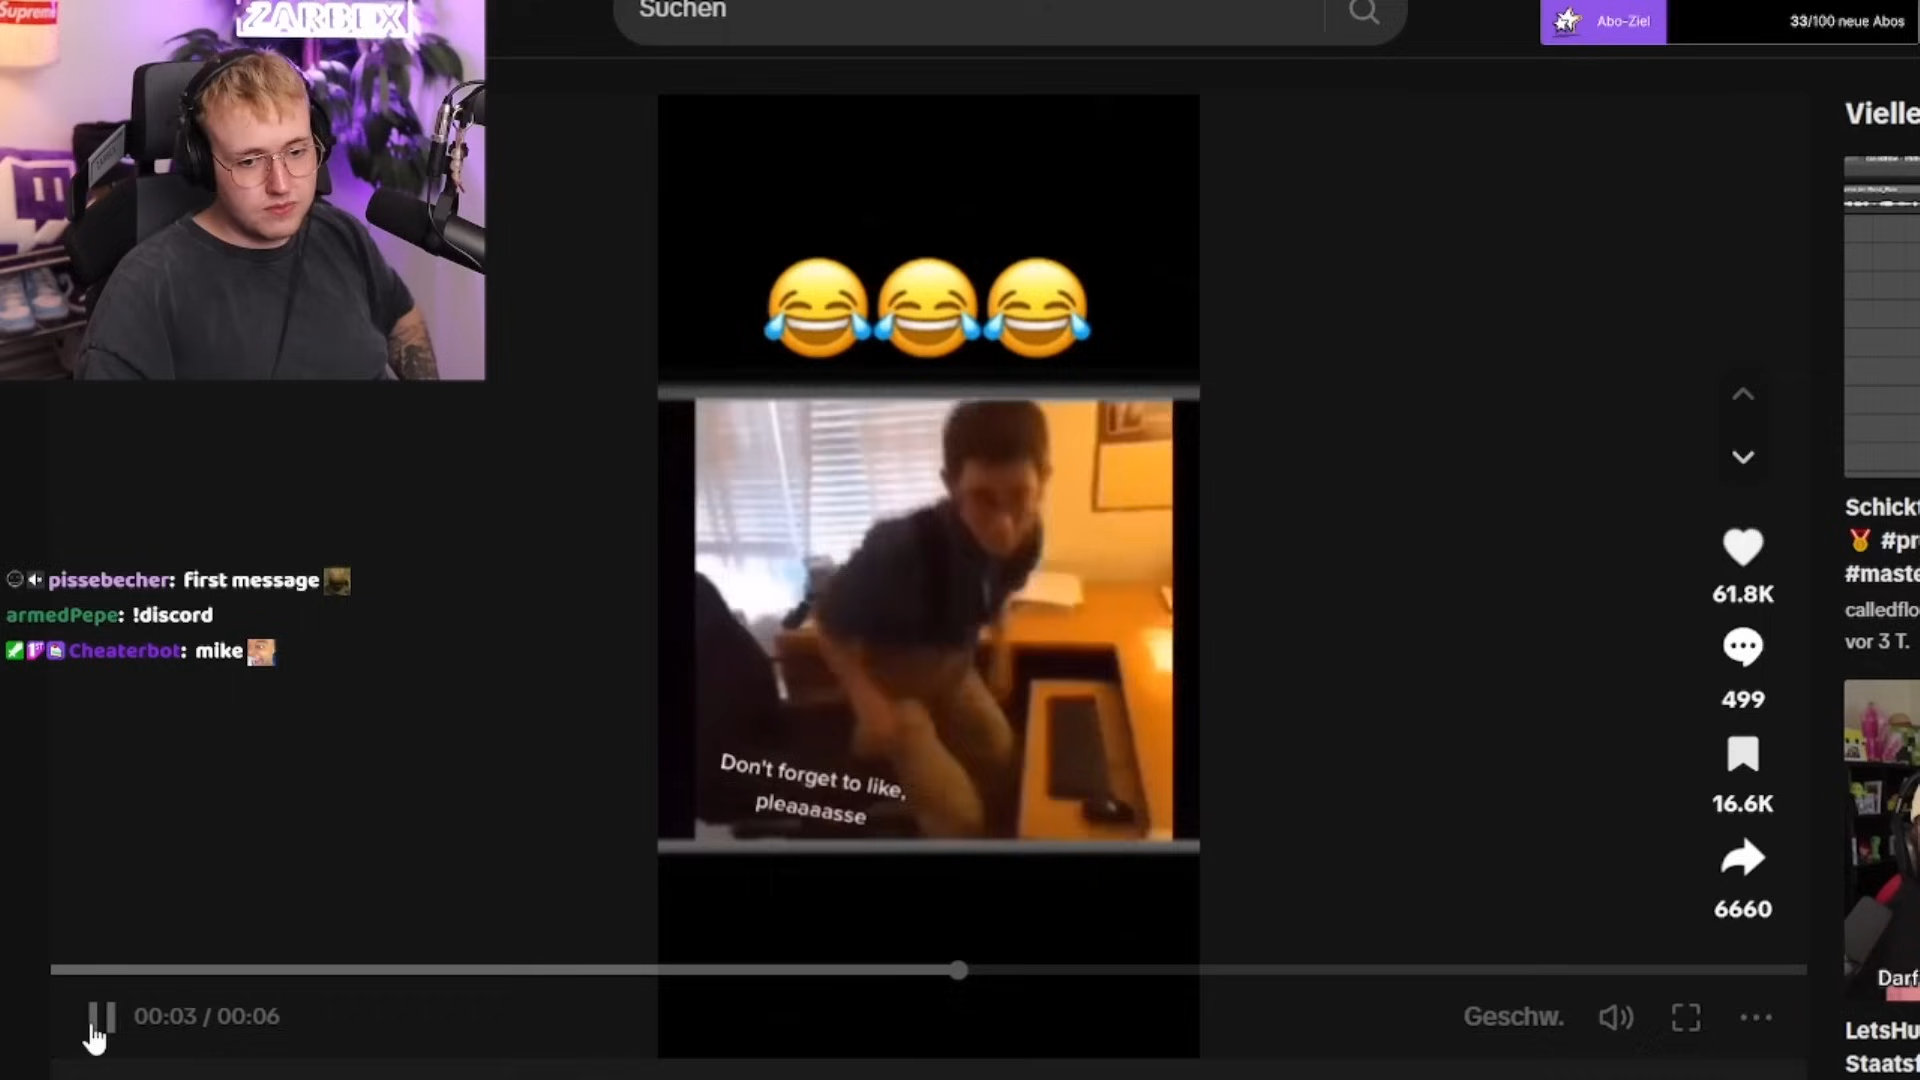 Supreme
ZARBEX
Suchen
Abo-Ziel
33/100 neue Abos
Vielle
pissebecher: first message
armedPepe: !discord
Cheaterbot: mike
Don't forget to like,
pleaaaasse
61.8K
499
16.6K
6660
Schickt
#pr
#maste
calledflo
vor 3 T.
Darf
LetsHu
Staatsf
00:03 / 00:06
Geschw.